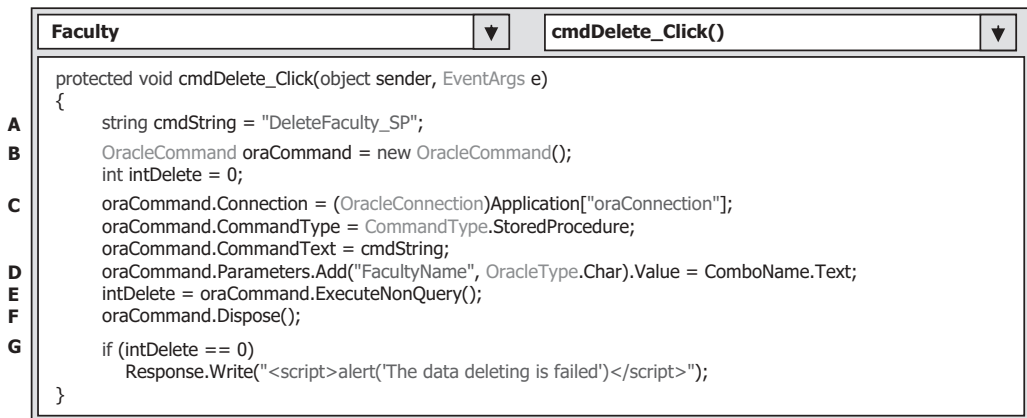 Faculty cmdDelete_Click()
protected void cmdDelete_Click(object sender, EventArgs e)
{
A string cmdString = "DeleteFaculty_SP";
B OracleCommand oraCommand = new OracleCommand();
int intDelete = 0;
C oraCommand.Connection = (OracleConnection)Application["oraConnection"];
oraCommand.CommandType = CommandType.StoredProcedure;
oraCommand.CommandText = cmdString;
D oraCommand.Parameters.Add("FacultyName", OracleType.Char).Value = ComboName.Text;
E intDelete = oraCommand.ExecuteNonQuery();
F oraCommand.Dispose();
G if (intDelete == 0)
Response.Write("<script>alert('The data deleting is failed')</script>");
}